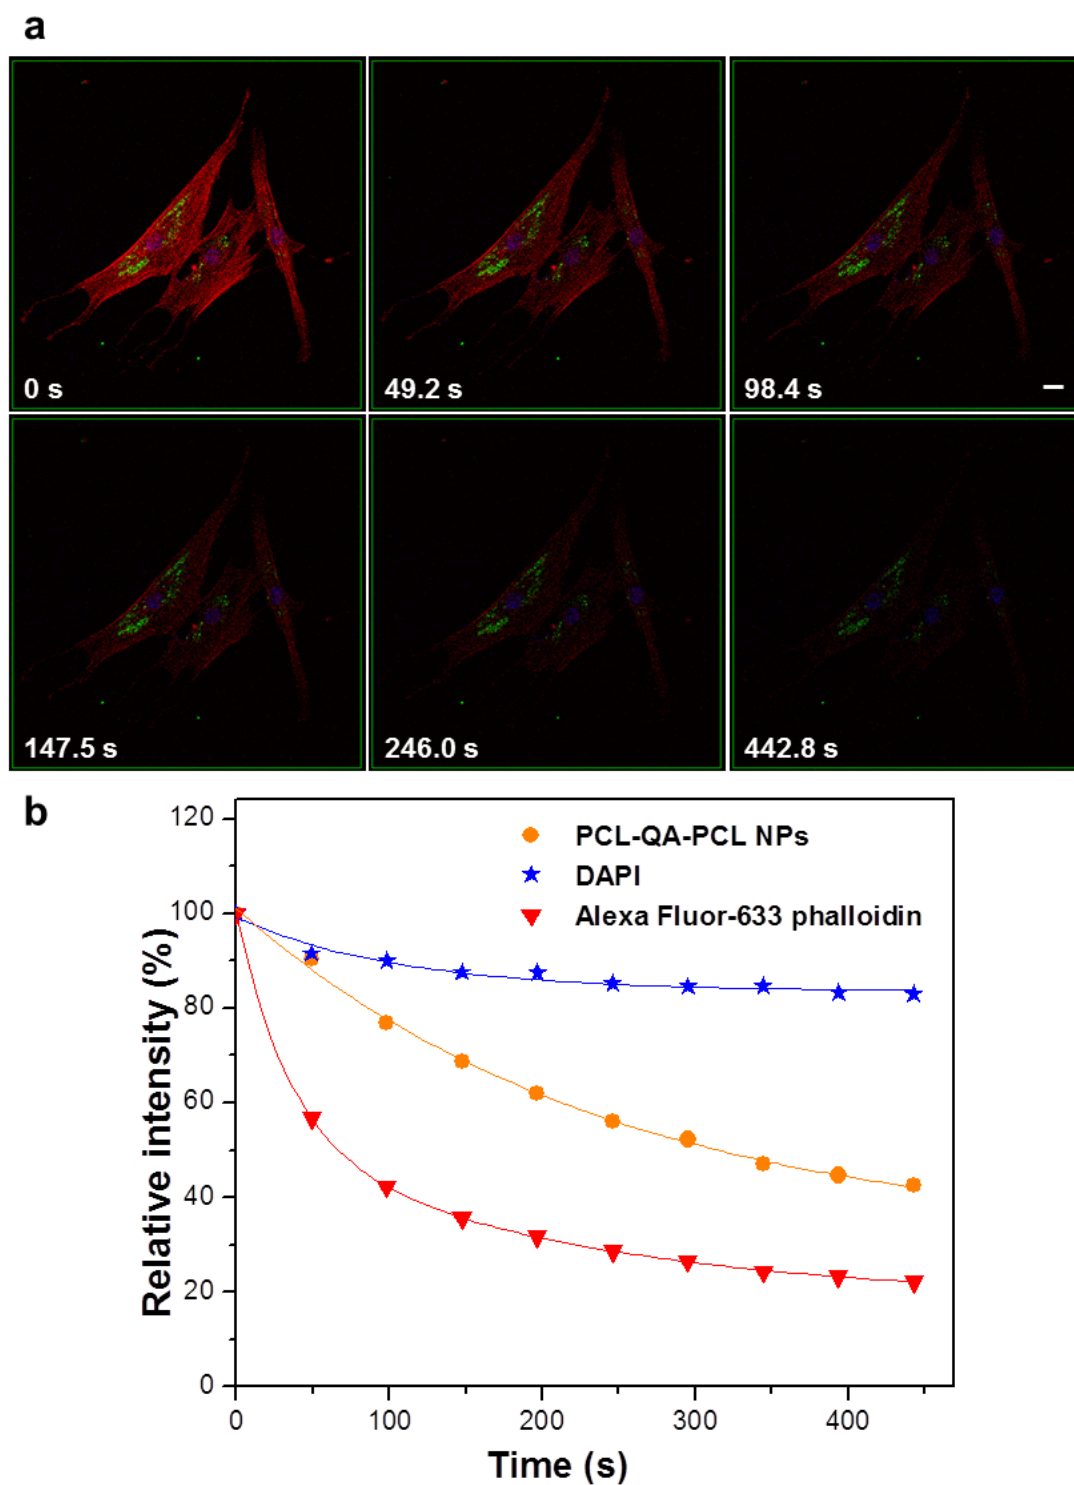 a
0 s
49.2 s
98.4 s
147.5 s
246.0 s
442.8 s
b
120
100
80
60
40
20
0
Relative intensity (%)
PCL-QA-PCL NPs
DAPI
Alexa Fluor-633 phalloidin
0 100 200 300 400
Time (s)